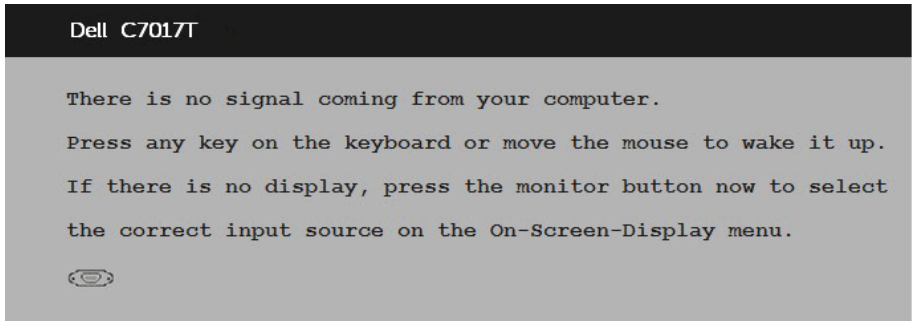 Dell C7017T
There is no signal coming from your computer.
Press any key on the keyboard or move the mouse to wake it up.
If there is no display, press the monitor button now to select
the correct input source on the On-Screen-Display menu.